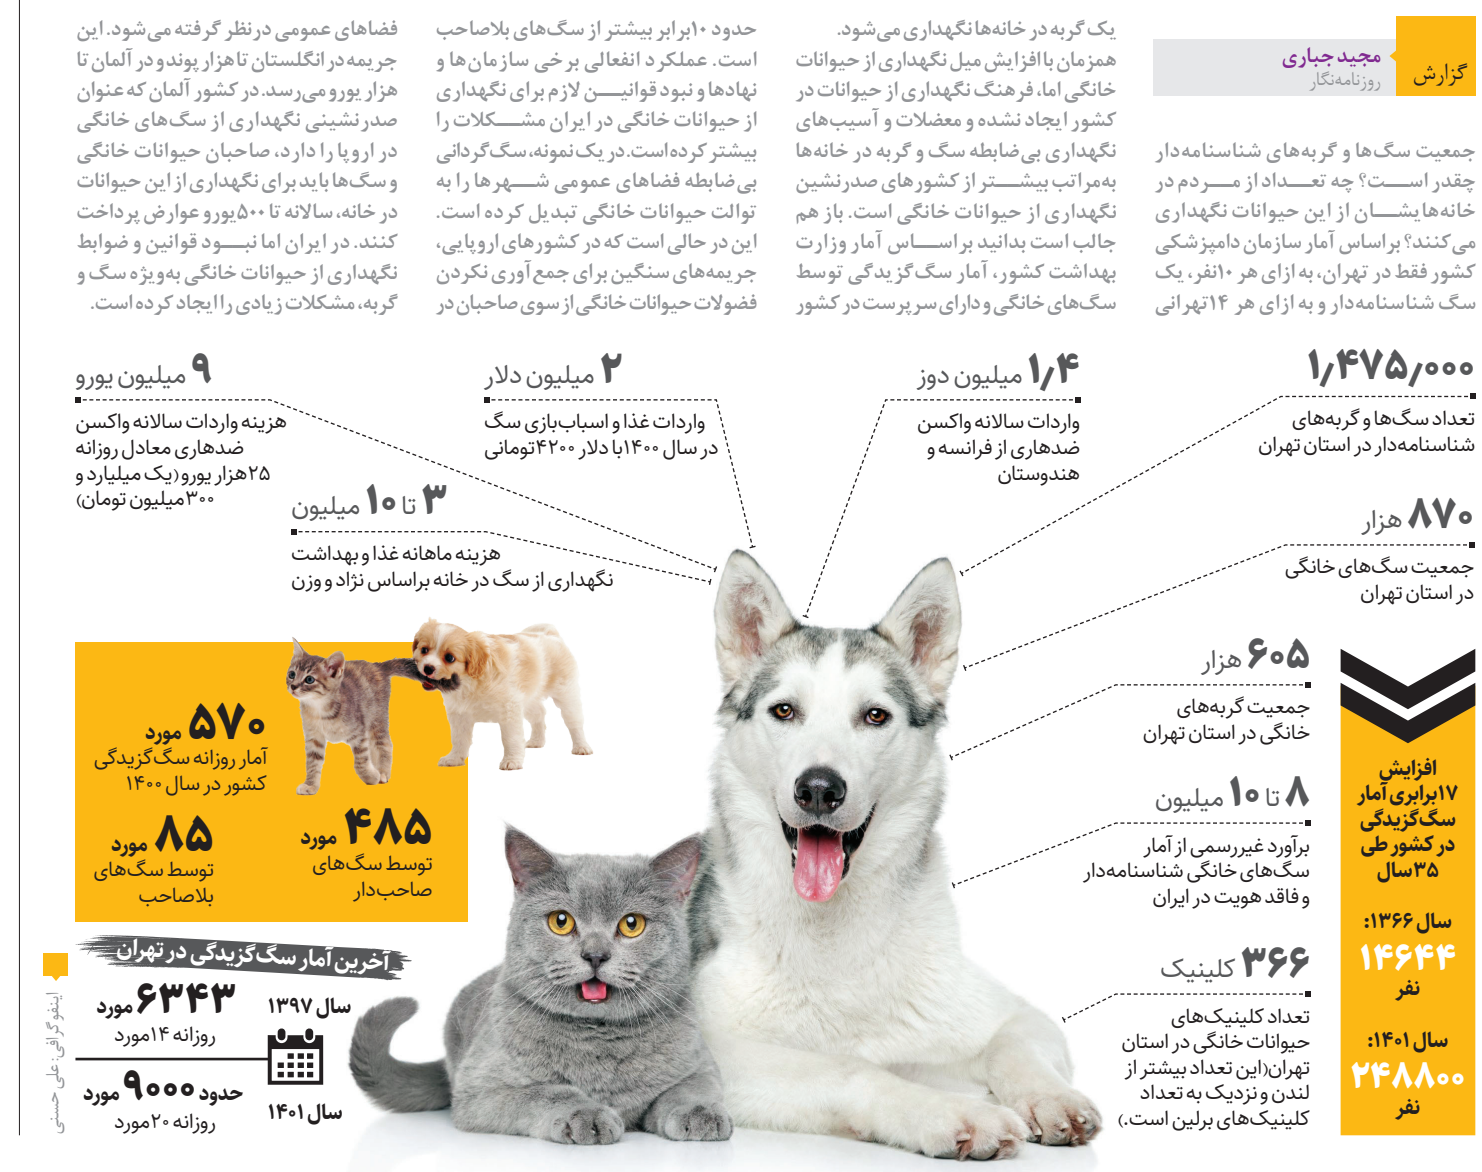 گزارش
مجید جباری
روزنامه‌نگار
جمعیت سگ‌ها و گربه‌های شناسنامه‌دار
چقدر است؟ چه تعداد از مردم در
خانه‌هایشان از این حیوانات نگهداری
می‌کنند؟ براساس آمار سازمان دامپزشکی
کشور فقط در تهران، به ازای هر ۱۰نفر، یک
سگ شناسنامه‌دار و به ازای هر ۱۴تهرانی
یک گربه در خانه‌ها نگهداری می‌شود.
همزمان با افزایش میل نگهداری از حیوانات
خانگی اما، فرهنگ نگهداری از حیوانات در
کشور ایجاد نشده و معضلات و آسیب‌های
نگهداری بی‌ضابطه سگ و گربه در خانه‌ها
به‌مراتب بیشتر از کشورهای صدرنشین
نگهداری از حیوانات خانگی است. باز هم
جالب است بدانید براساس آمار وزارت
بهداشت کشور، آمار سگ‌گزیدگی توسط
سگ‌های خانگی و دارای سرپرست در کشور
حدود ۱۰برابر بیشتر از سگ‌های بلاصاحب
است. عملکرد انفعالی برخی سازمان‌ها و
نهادها و نبود قوانین لازم برای نگهداری
از حیوانات خانگی در ایران مشکلات را
بیشتر کرده است. در یک نمونه، سگ‌گردانی
بی‌ضابطه فضاهای عمومی شهرها را به
توالت حیوانات خانگی تبدیل کرده است.
این در حالی است که در کشورهای اروپایی،
جریمه‌های سنگین برای جمع‌آوری نکردن
فضولات حیوانات خانگی از سوی صاحبان در
فضاهای عمومی درنظر گرفته می‌شود. این
جریمه در انگلستان تا هزار پوند و در آلمان تا
هزار یورو می‌رسد. در کشور آلمان که عنوان
صدرنشینی نگهداری از سگ‌های خانگی
در اروپا را دارد، صاحبان حیوانات خانگی
و سگ‌ها باید برای نگهداری از این حیوانات
در خانه، سالانه تا ۵۰۰یورو عوارض پرداخت
کنند. در ایران اما نبود قوانین و ضوابط
نگهداری از حیوانات خانگی به‌ویژه سگ و
گربه، مشکلات زیادی را ایجاد کرده است.
۱٫۴۷۵٫۰۰۰
تعداد سگ‌ها و گربه‌های
شناسنامه‌دار در استان تهران
۸۷۰ هزار
جمعیت سگ‌های خانگی
در استان تهران
۶۰۵ هزار
جمعیت گربه‌های
خانگی در استان تهران
۸ تا ۱۰ میلیون
برآورد غیررسمی از آمار
سگ‌های خانگی شناسنامه‌دار
و فاقد هویت در ایران
۳۶۶ کلینیک
تعداد کلینیک‌های
حیوانات خانگی در استان
تهران(این تعداد بیشتر از
لندن و نزدیک به تعداد
کلینیک‌های برلین است.)
۱٫۴ میلیون دوز
واردات سالانه واکسن
ضدهاری از فرانسه و
هندوستان
۲ میلیون دلار
واردات غذا و اسباب‌بازی سگ
در سال ۱۴۰۰با دلار ۴۲۰۰تومانی
۹ میلیون یورو
هزینه واردات سالانه واکسن
ضدهاری معادل روزانه
۲۵هزار یورو(یک میلیارد و
۳۰۰میلیون تومان)
۳ تا ۱۰ میلیون
هزینه ماهانه غذا و بهداشت
نگهداری از سگ در خانه براساس نژاد و وزن
افزایش
۱۷برابری آمار
سگ‌گزیدگی
در کشور طی
۳۵سال
سال ۱۳۶۶:
۱۴۶۴۴
نفر
سال ۱۴۰۱:
۲۴۸۸۰۰
نفر
۵۷۰ مورد
آمار روزانه سگ‌گزیدگی
کشور در سال ۱۴۰۰
۴۸۵ مورد
توسط سگ‌های
صاحب‌دار
۸۵ مورد
توسط سگ‌های
بلاصاحب
آخرین آمار سگ‌گزیدگی در تهران
سال ۱۳۹۷
۶۳۴۳ مورد
روزانه ۱۴مورد
سال ۱۴۰۱
حدود ۹۰۰۰ مورد
روزانه ۲۰مورد
اینفوگرافی: علی حسنی